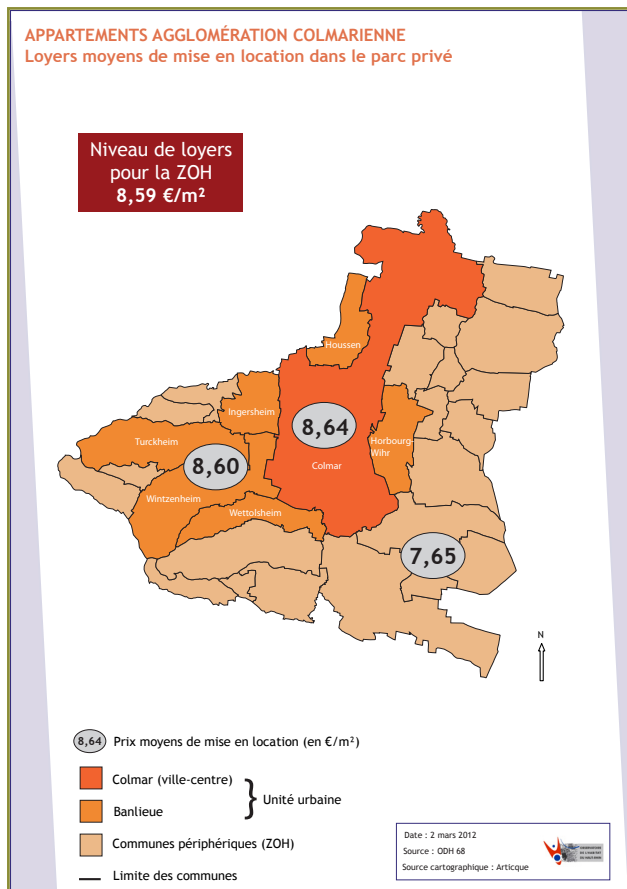 APPARTEMENTS AGGLOMÉRATION COLMARIENNE
Loyers moyens de mise en location dans le parc privé
Niveau de loyers
pour la ZOH
8,59 €/m²
Houssen
Ingersheim
8,64
Turckheim
Horbourg-
Wihr
8,60
Colmar
Wintzenheim
Wettolsheim
7,65
N
8,64 Prix moyens de mise en location (en €/m²)
Colmar (ville-centre)
Unité urbaine
Banlieue
Communes périphériques (ZOH)
Limite des communes
Date : 2 mars 2012
Source : ODH 68
Source cartographique : Articque